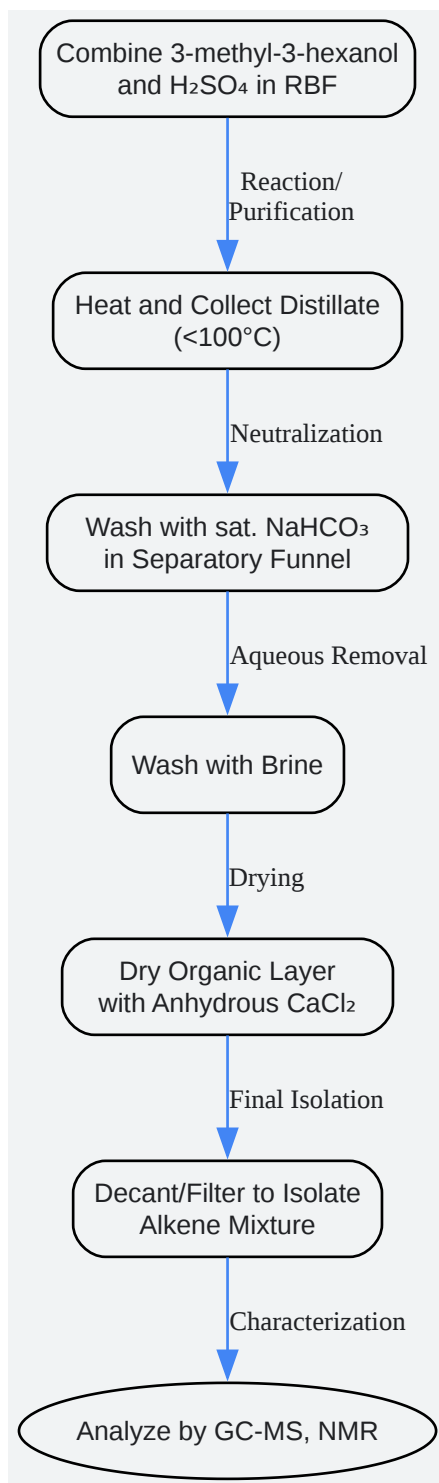 Combine 3-methyl-3-hexanol
and H₂SO₄ in RBF
Reaction/
Purification
Heat and Collect Distillate
(<100°C)
Neutralization
Wash with sat. NaHCO₃
in Separatory Funnel
Aqueous Removal
Wash with Brine
Drying
Dry Organic Layer
with Anhydrous CaCl₂
Final Isolation
Decant/Filter to Isolate
Alkene Mixture
Characterization
Analyze by GC-MS, NMR